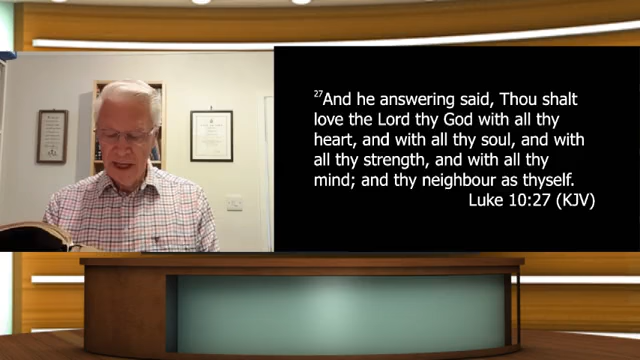 27And he answering said, Thou shalt
love the Lord thy God with all thy
heart, and with all thy soul, and with
all thy strength, and with all thy
mind; and thy neighbour as thyself.
Luke 10:27 (KJV)